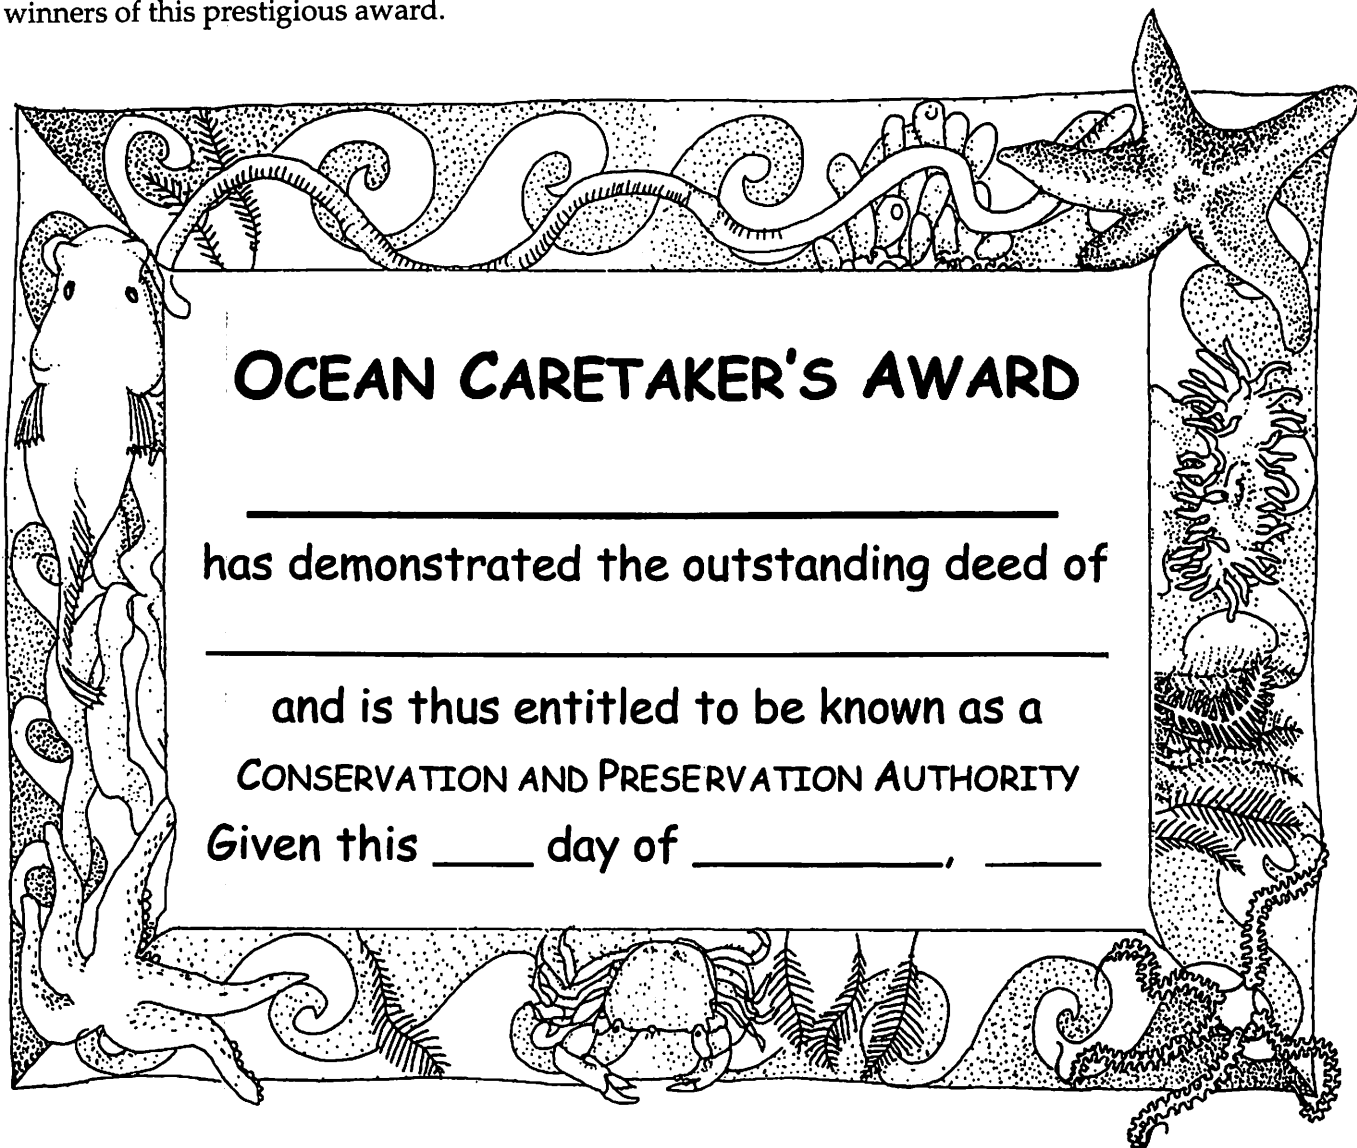 winners of this prestigious award.
OCEAN CARETAKER'S AWARD
has demonstrated the outstanding deed of
and is thus entitled to be known as a
CONSERVATION AND PRESERVATION AUTHORITY
Given this ____ day of __________, ____